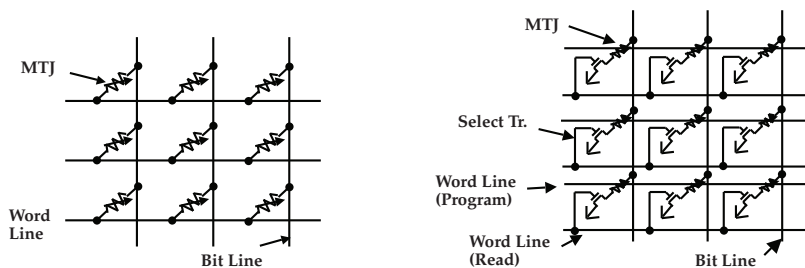 MTJ
Word
Line
Bit Line
MTJ
Select Tr.
Word Line
(Program)
Word Line
(Read)
Bit Line